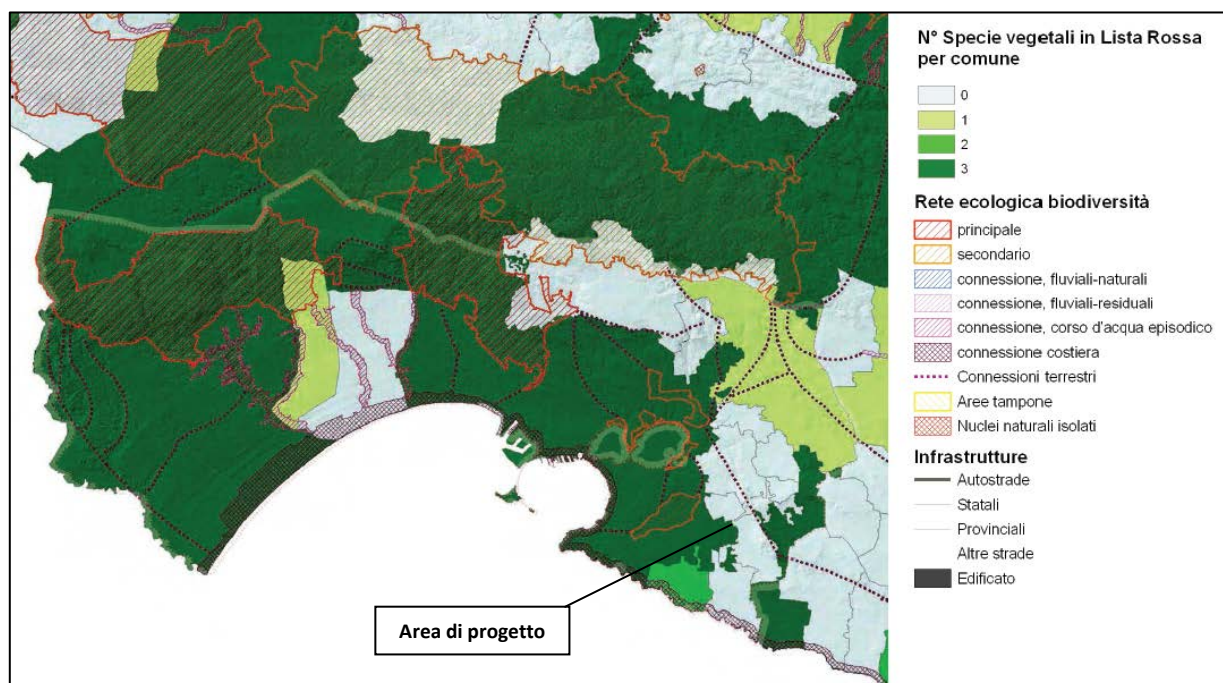 N° Specie vegetali in Lista Rossa
per comune
0
1
2
3
Rete ecologica biodiversità
principale
secondario
connessione, fluviali-naturali
connessione, fluviali-residuali
connessione, corso d'acqua episodico
connessione costiera
Connessioni terrestri
Aree tampone
Nuclei naturali isolati
Infrastrutture
Autostrade
Statali
Provinciali
Altre strade
Edificato
Area di progetto